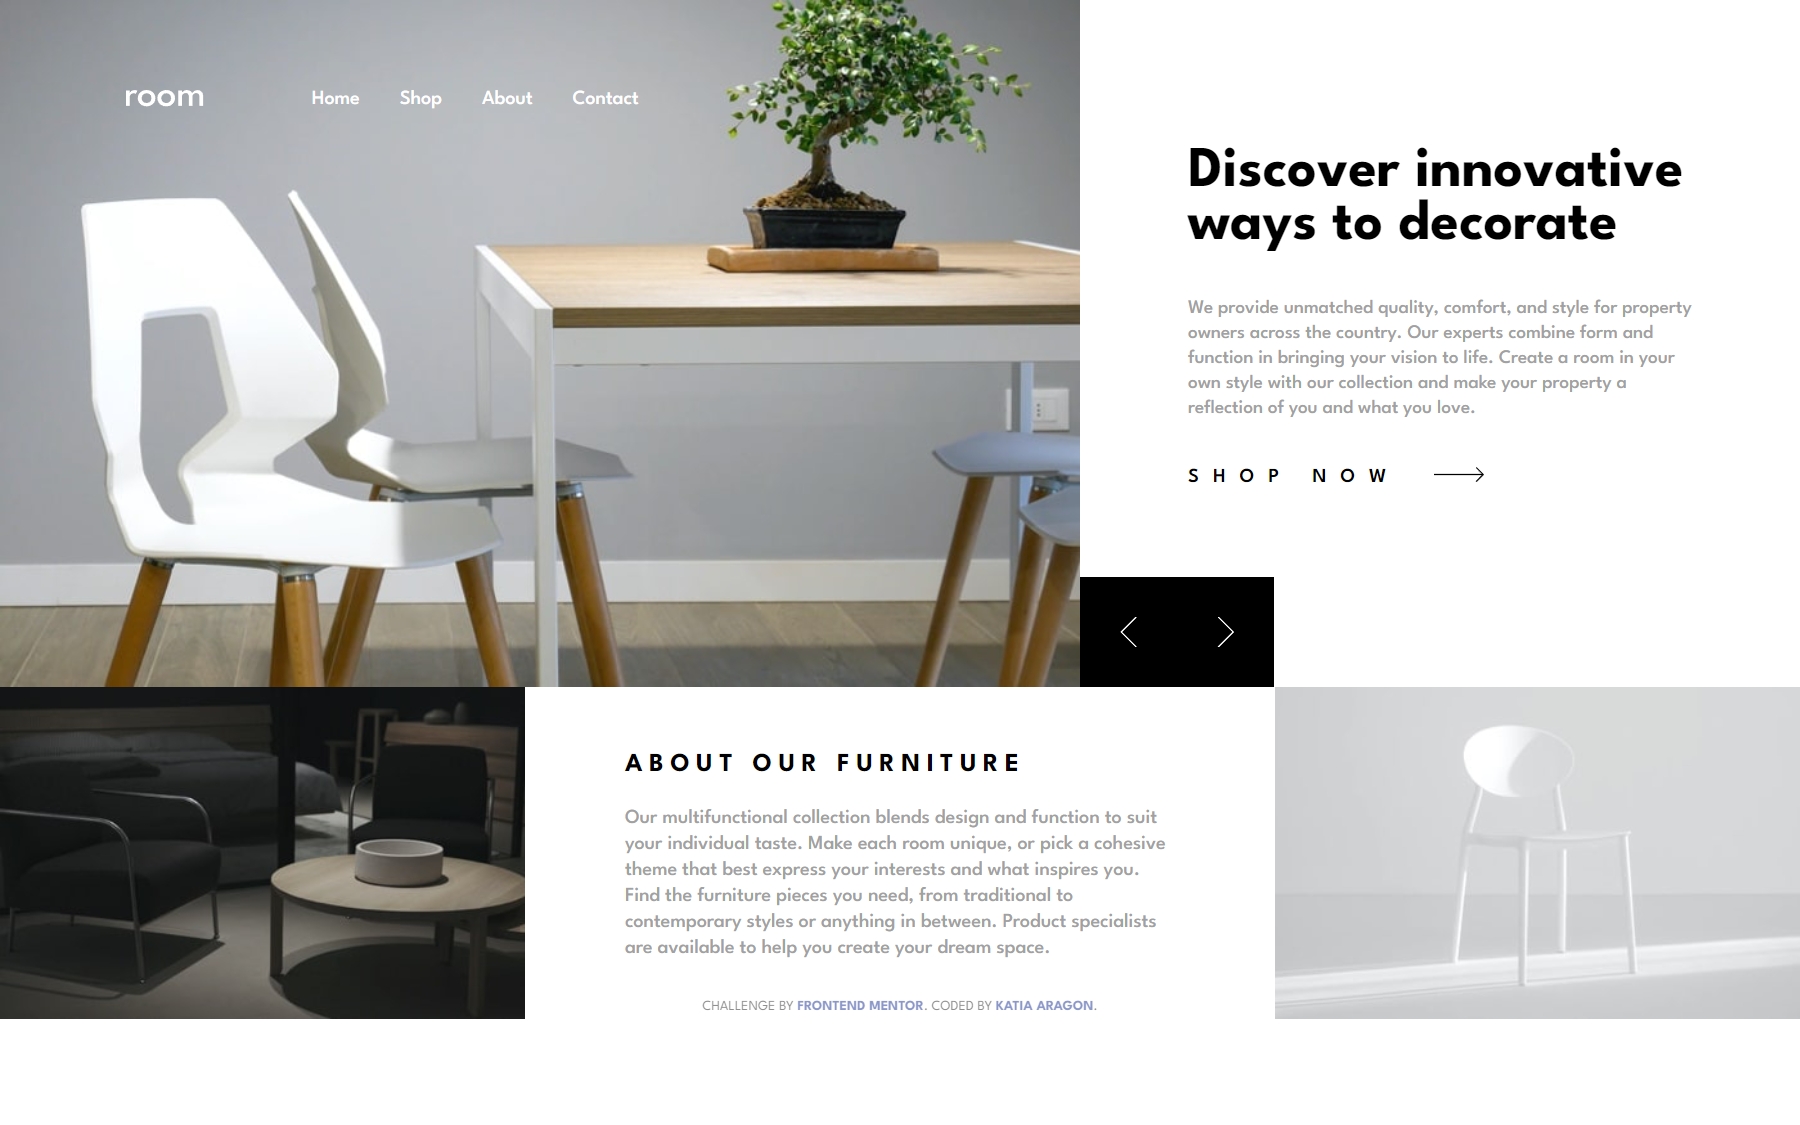 room
Home
Shop
About
Contact
Discover innovative
ways to decorate
We provide unmatched quality, comfort, and style for property
owners across the country. Our experts combine form and
function in bringing your vision to life. Create a room in your
own style with our collection and make your property a
reflection of you and what you love.
SHOP NOW
ABOUT OUR FURNITURE
Our multifunctional collection blends design and function to suit
your individual taste. Make each room unique, or pick a cohesive
theme that best express your interests and what inspires you.
Find the furniture pieces you need, from traditional to
contemporary styles or anything in between. Product specialists
are available to help you create your dream space.
CHALLENGE BY FRONTEND MENTOR. CODED BY KATIA ARAGON.